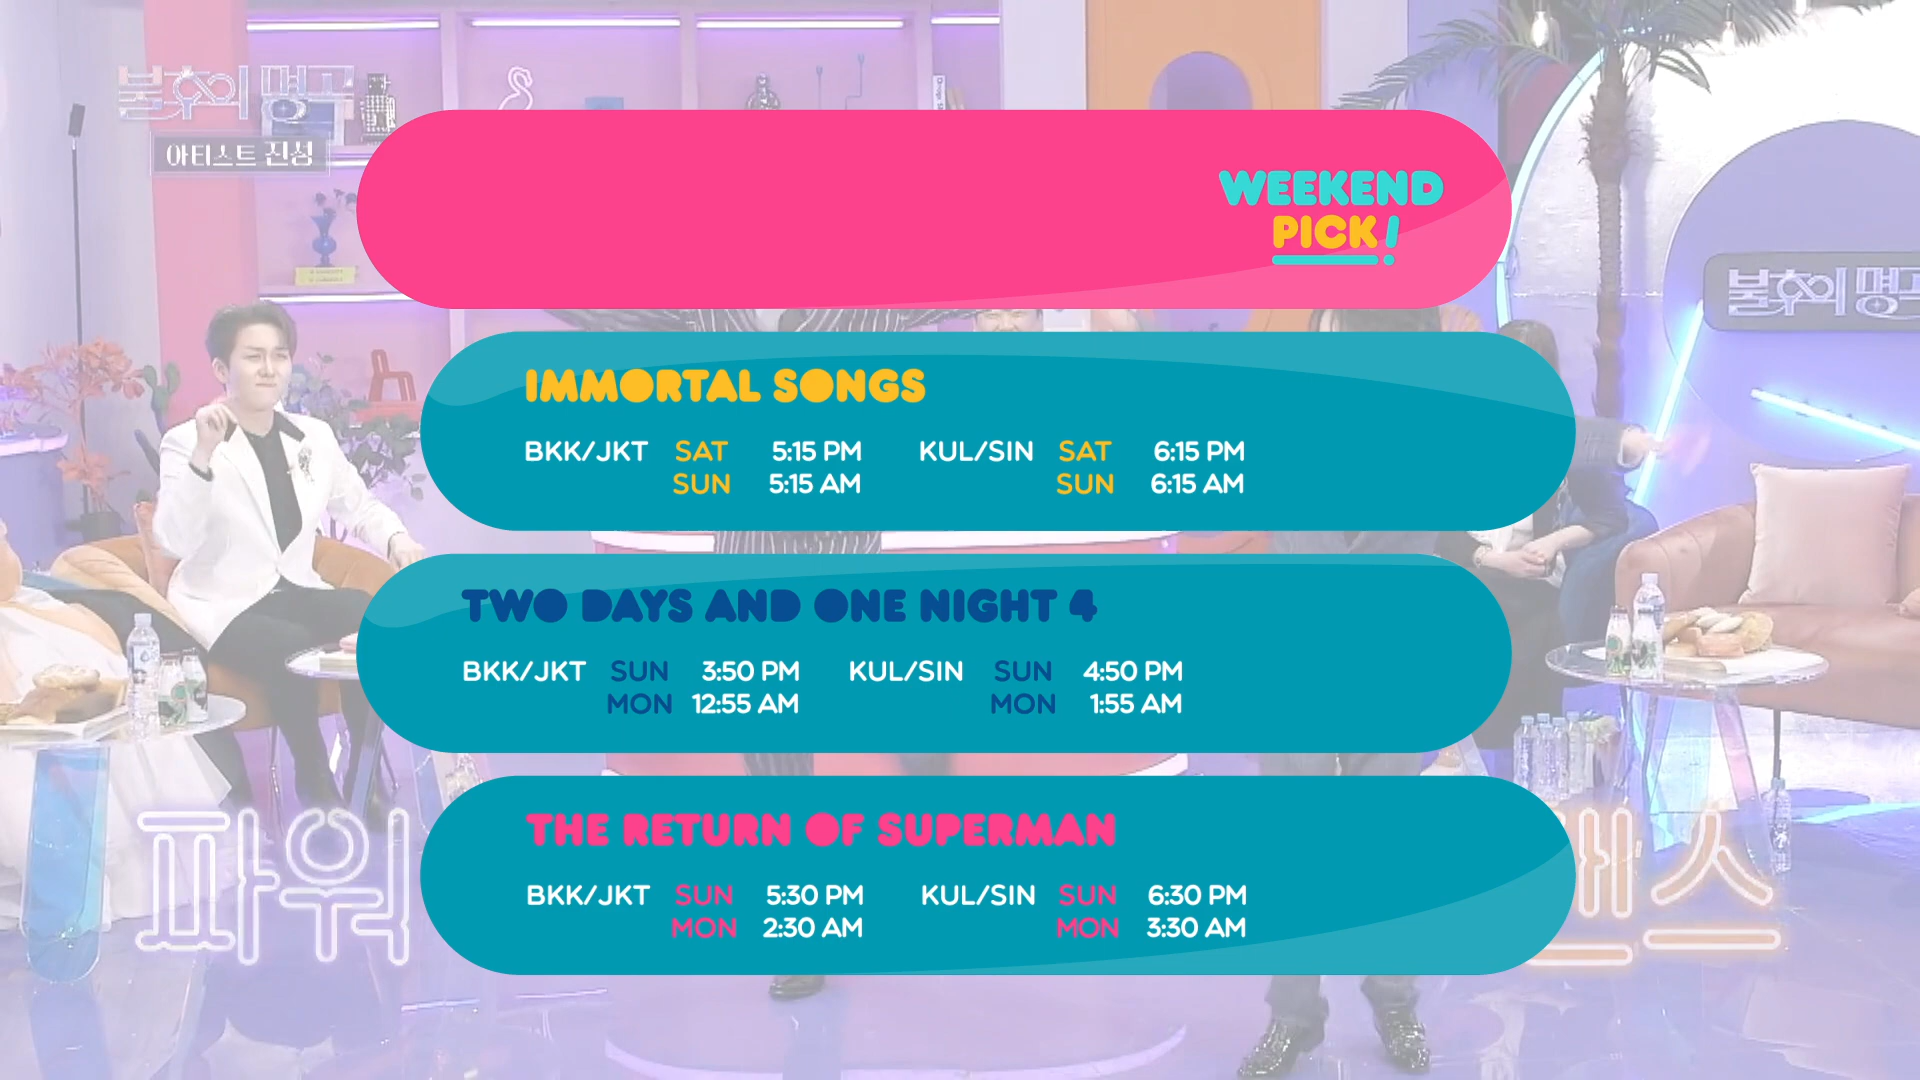 불후의 명곡
아티스트 진성
WEEKEND
PICK!
불후의 명곡
IMMORTAL SONGS
BKK/JKT SAT 5:15 PM KUL/SIN SAT 6:15 PM
SUN 5:15 AM SUN 6:15 AM
TWO DAYS AND ONE NIGHT 4
BKK/JKT SUN 3:50 PM KUL/SIN SUN 4:50 PM
MON 12:55 AM MON 1:55 AM
THE RETURN OF SUPERMAN
BKK/JKT SUN 5:30 PM KUL/SIN SUN 6:30 PM
MON 2:30 AM MON 3:30 AM
파워 댄스